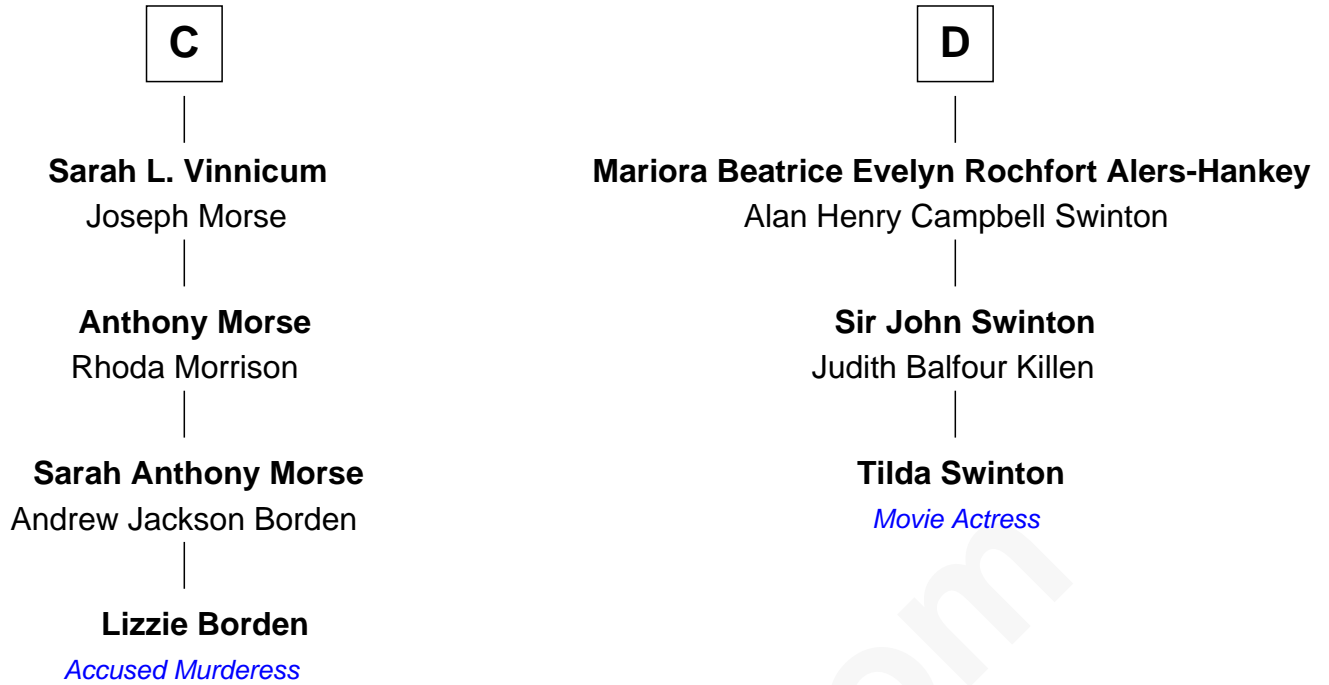 C
Sarah L. Vinnicum
Joseph Morse
Anthony Morse
Rhoda Morrison
Sarah Anthony Morse
Andrew Jackson Borden
Lizzie Borden
Accused Murderess
D
Mariora Beatrice Evelyn Rochfort Alers-Hankey
Alan Henry Campbell Swinton
Sir John Swinton
Judith Balfour Killen
Tilda Swinton
Movie Actress
om